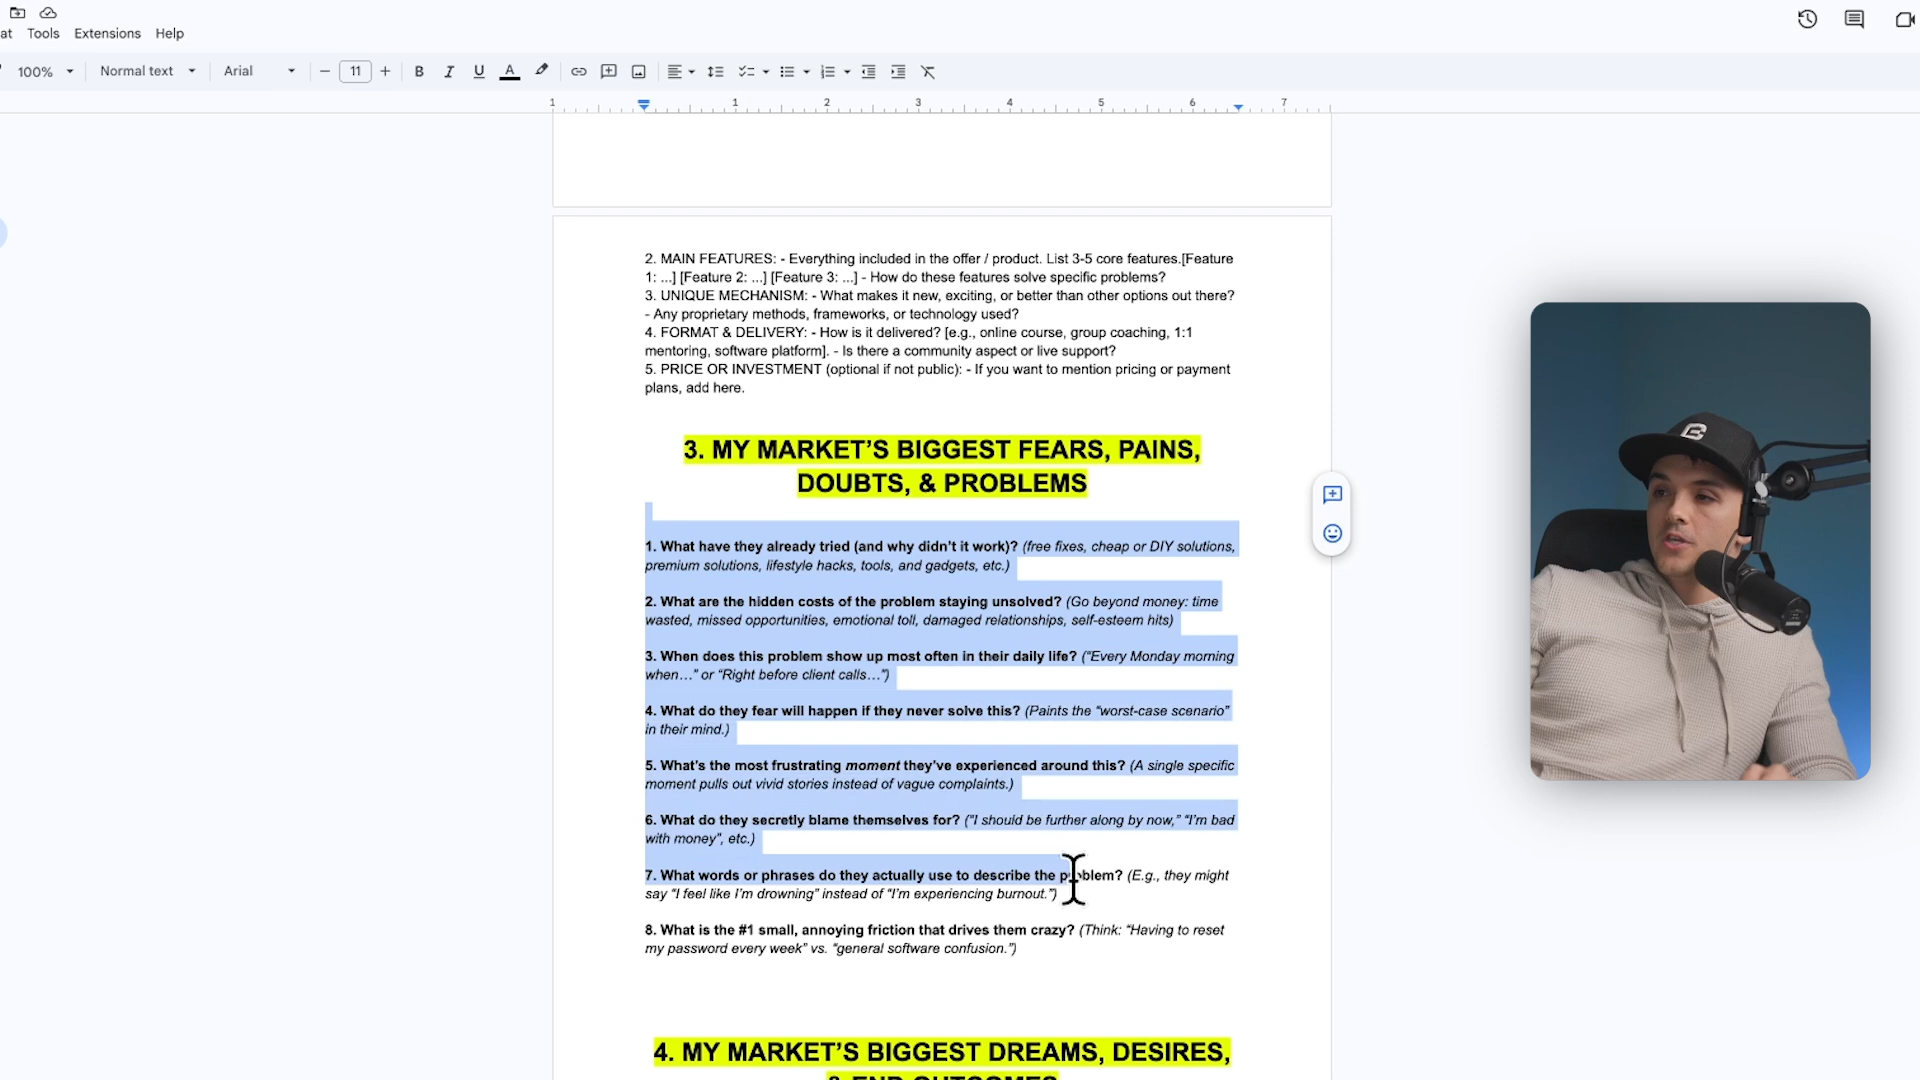 at Tools Extensions Help
100% Normal text Arial 11 B I U A
1 1 2 3 4 5 6 7
2. MAIN FEATURES: - Everything included in the offer / product. List 3-5 core features.[Feature
1: ...] [Feature 2: ...] [Feature 3: ...] - How do these features solve specific problems?
3. UNIQUE MECHANISM: - What makes it new, exciting, or better than other options out there?
- Any proprietary methods, frameworks, or technology used?
4. FORMAT & DELIVERY: - How is it delivered? [e.g., online course, group coaching, 1:1
mentoring, software platform]. - Is there a community aspect or live support?
5. PRICE OR INVESTMENT (optional if not public): - If you want to mention pricing or payment
plans, add here.
3. MY MARKET’S BIGGEST FEARS, PAINS,
DOUBTS, & PROBLEMS
1. What have they already tried (and why didn’t it work)? (free fixes, cheap or DIY solutions,
premium solutions, lifestyle hacks, tools, and gadgets, etc.)
2. What are the hidden costs of the problem staying unsolved? (Go beyond money: time
wasted, missed opportunities, emotional toll, damaged relationships, self-esteem hits)
3. When does this problem show up most often in their daily life? (“Every Monday morning
when…” or “Right before client calls…”)
4. What do they fear will happen if they never solve this? (Paints the “worst-case scenario”
in their mind.)
5. What’s the most frustrating moment they’ve experienced around this? (A single specific
moment pulls out vivid stories instead of vague complaints.)
6. What do they secretly blame themselves for? (“I should be further along by now,” “I’m bad
with money”, etc.)
7. What words or phrases do they actually use to describe the problem? (E.g., they might
say “I feel like I’m drowning” instead of “I’m experiencing burnout.”)
8. What is the #1 small, annoying friction that drives them crazy? (Think: “Having to reset
my password every week” vs. “general software confusion.”)
4. MY MARKET’S BIGGEST DREAMS, DESIRES,
& END OUTCOMES